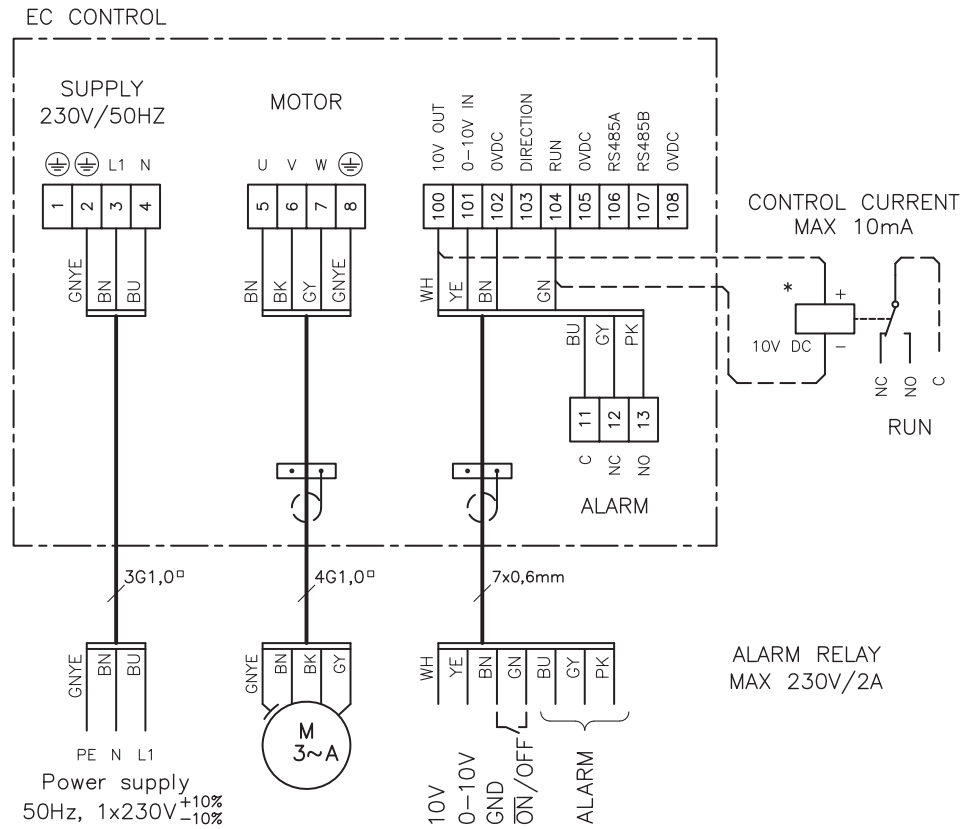 EC CONTROL
SUPPLY
230V/50HZ
MOTOR
L1 N
U V W
10V OUT
0-10V IN
0VDC
DIRECTION
RUN
0VDC
RS485A
RS485B
0VDC
1 2 3 4
5 6 7 8
100 101 102 103 104 105 106 107 108
CONTROL CURRENT
MAX 10mA
GNYE BN BU
BN BK GY GNYE
WH YE BN GN
* +
10V DC -
NC NO C
RUN
BU GY PK
11 12 13
C NC NO
ALARM
3G1,0□
4G1,0□
7x0,6mm
GNYE BN BU
GNYE BN BK GY
WH YE BN GN BU GY PK
ALARM RELAY
MAX 230V/2A
M
3~A
PE N L1
Power supply
50Hz, 1x230V +10% -10%
10V
0-10V
GND
ON/OFF
ALARM